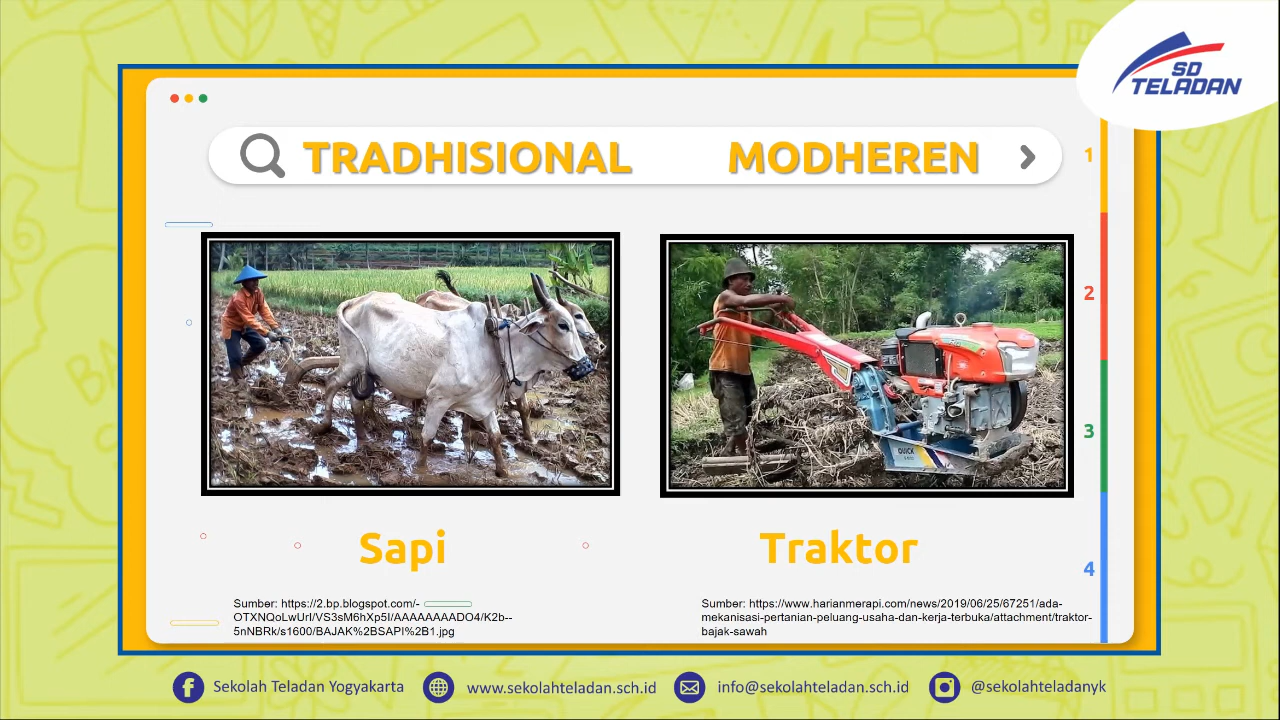 SD
TELADAN
TRADHISIONAL MODHEREN
1
2
3
4
QUICK
Sapi
Traktor
Sumber: https://2.bp.blogspot.com/-
OTXNQoLwUrI/VS3sM6hXp5I/AAAAAAAADO4/K2b--
5nNBRk/s1600/BAJAK%2BSAPI%2B1.jpg
Sumber: https://www.harianmerapi.com/news/2019/06/25/67251/ada-
mekanisasi-pertanian-peluang-usaha-dan-kerja-terbuka/attachment/traktor-
bajak-sawah
Sekolah Teladan Yogyakarta
www.sekolahteladan.sch.id
info@sekolahteladan.sch.id
@sekolahteladanyk